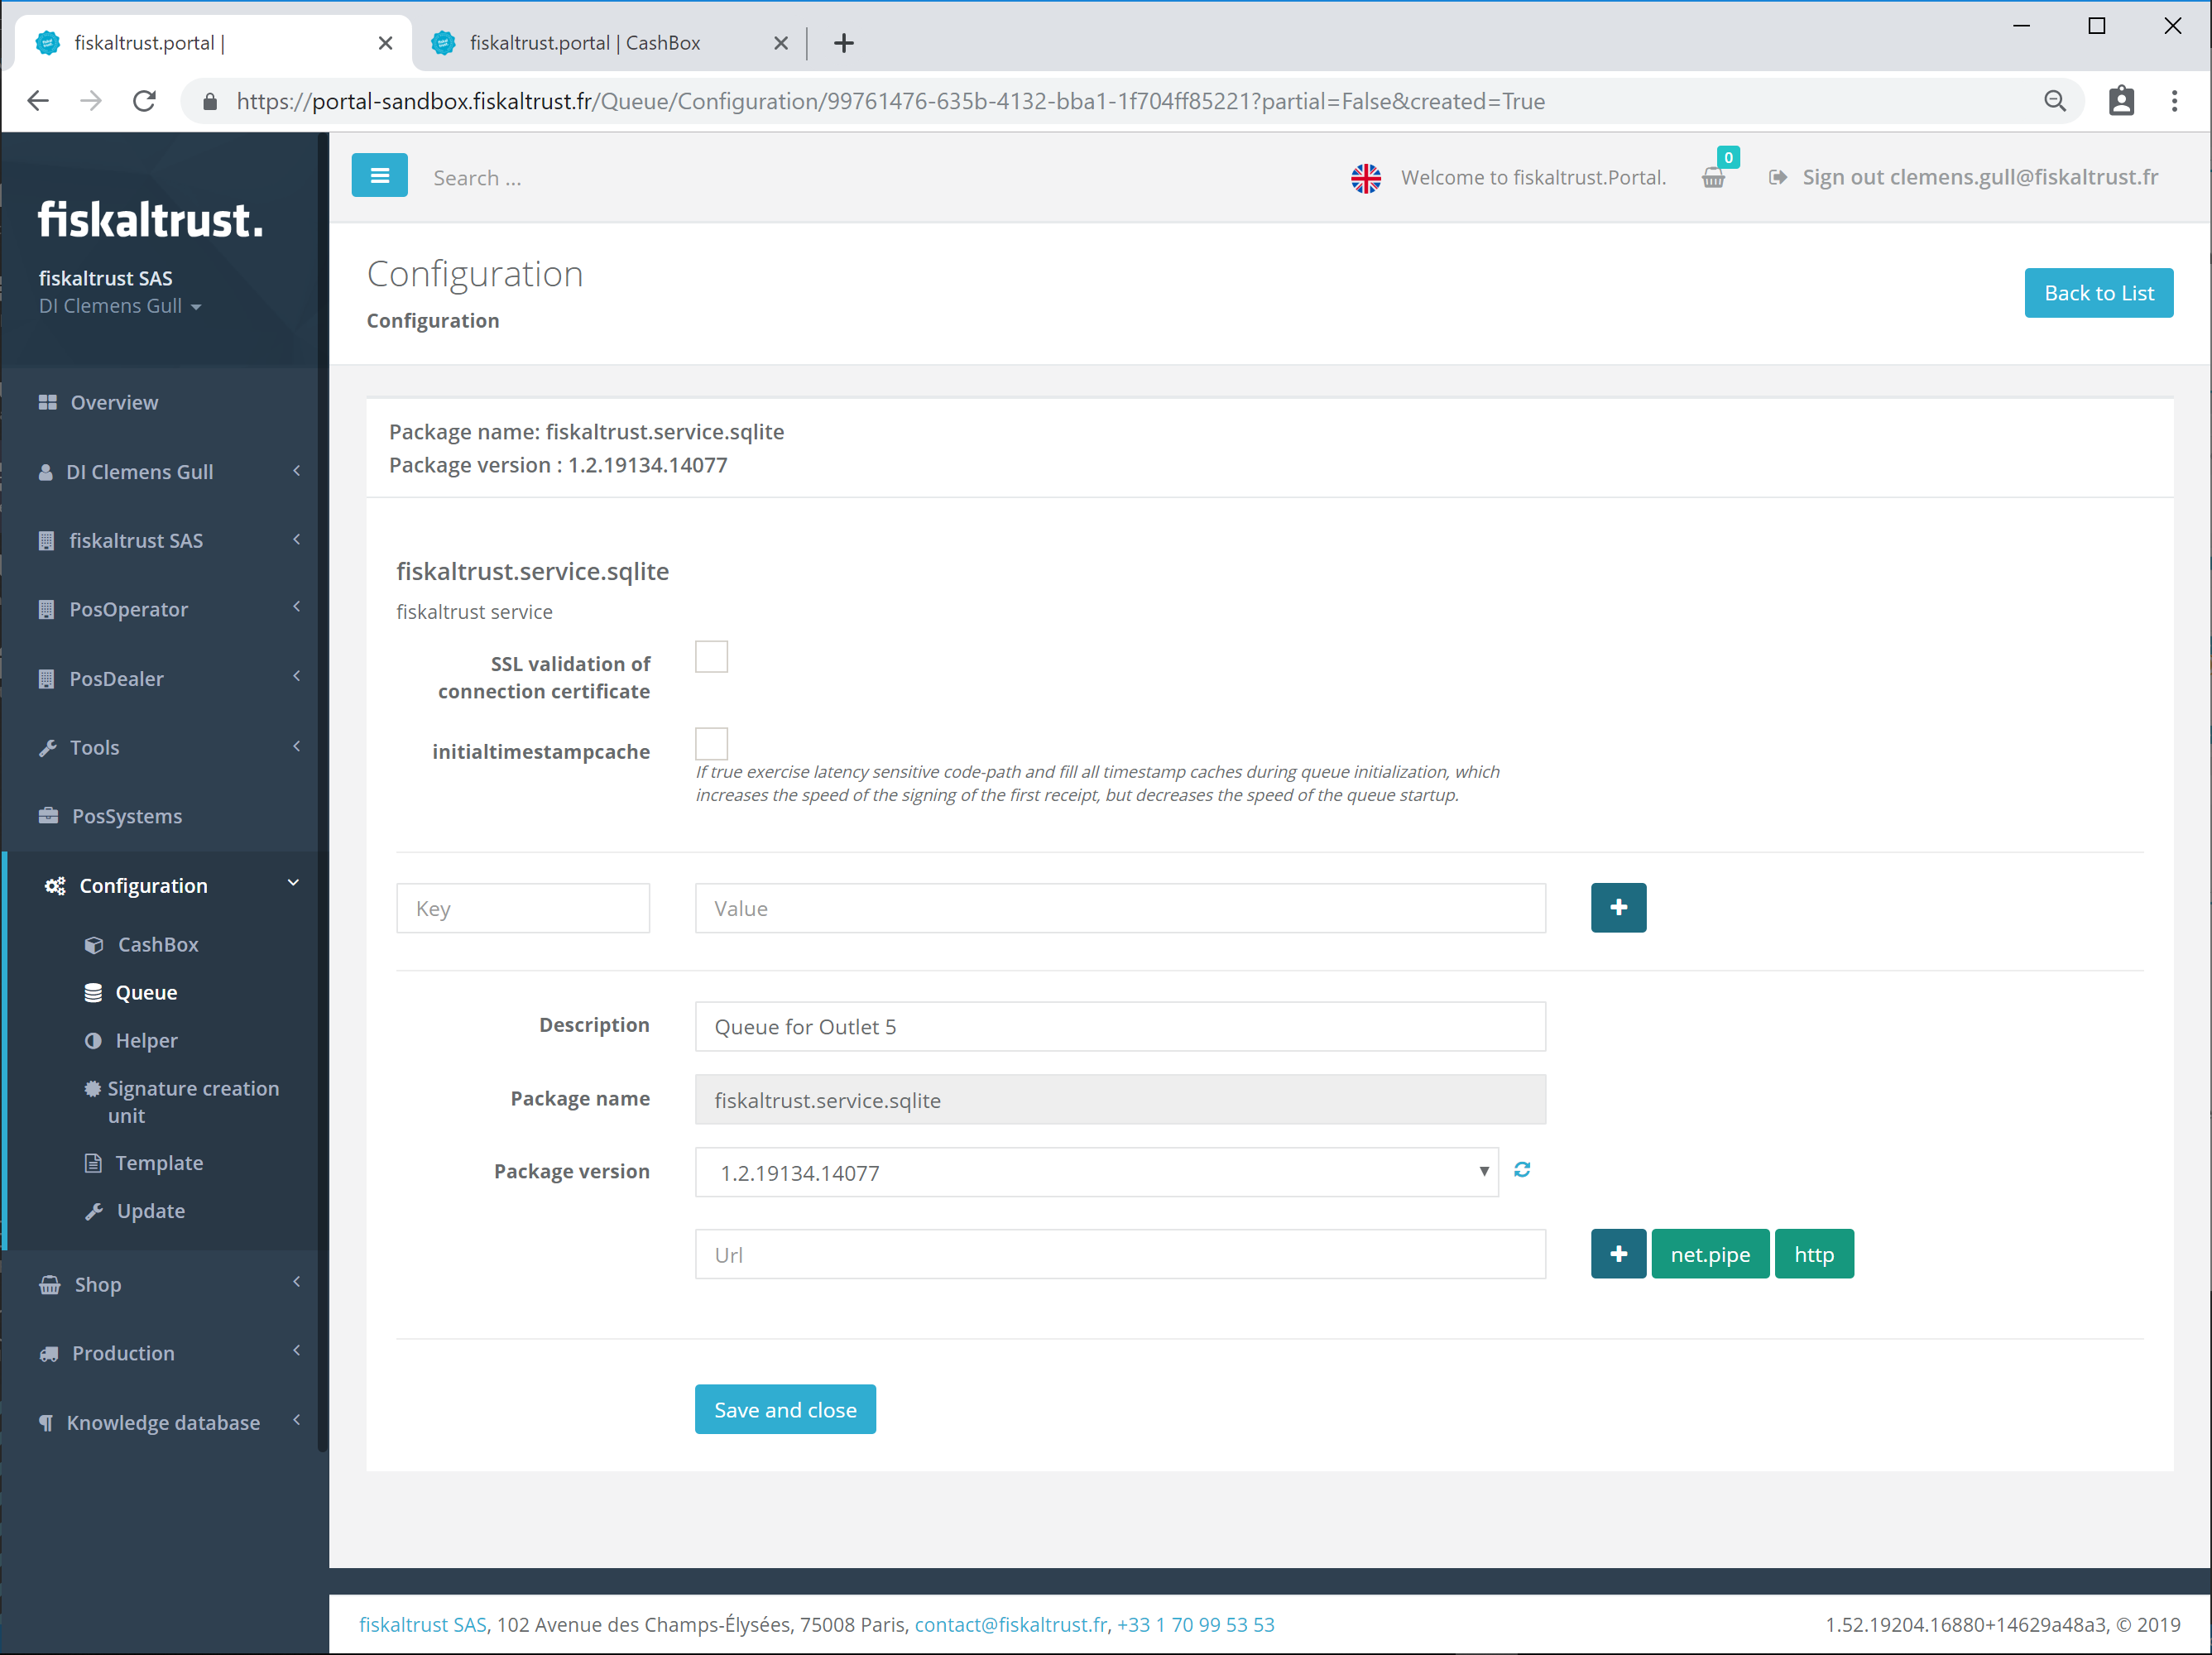 fiskaltrust.portal |
fiskaltrust.portal | CashBox
https://portal-sandbox.fiskaltrust.fr/Queue/Configuration/99761476-635b-4132-bba1-1f704ff85221?partial=False&created=True
fiskaltrust.
fiskaltrust SAS
DI Clemens Gull
Overview
DI Clemens Gull
fiskaltrust SAS
PosOperator
PosDealer
Tools
PosSystems
Configuration
CashBox
Queue
Helper
Signature creation
unit
Template
Update
Shop
Production
Knowledge database
Search ...
Welcome to fiskaltrust.Portal.
0
Sign out clemens.gull@fiskaltrust.fr
Configuration
Configuration
Back to List
Package name: fiskaltrust.service.sqlite
Package version : 1.2.19134.14077
fiskaltrust.service.sqlite
fiskaltrust service
SSL validation of
connection certificate
initialtimestampcache
If true exercise latency sensitive code-path and fill all timestamp caches during queue initialization, which
increases the speed of the signing of the first receipt, but decreases the speed of the queue startup.
Key
Value
Description
Queue for Outlet 5
Package name
fiskaltrust.service.sqlite
Package version
1.2.19134.14077
Url
net.pipe
http
Save and close
fiskaltrust SAS, 102 Avenue des Champs-Élysées, 75008 Paris, contact@fiskaltrust.fr, +33 1 70 99 53 53
1.52.19204.16880+14629a48a3, © 2019